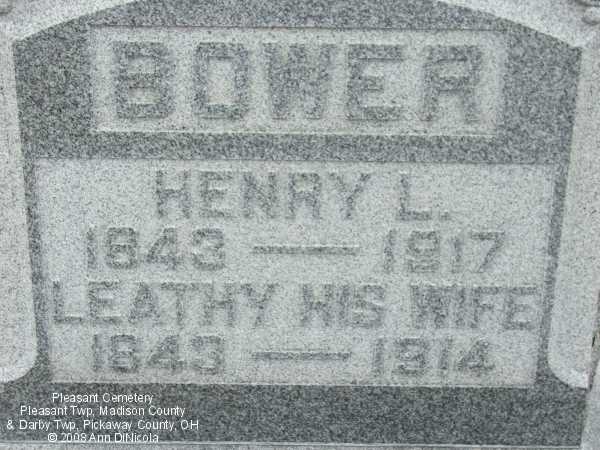 BOWER
HENRY L.
1843 — 1917
LEATHY HIS WIFE
1843 — 1914
Pleasant Cemetery
Pleasant Twp, Madison County
& Darby Twp, Pickaway County, OH
© 2008 Ann DiNicola